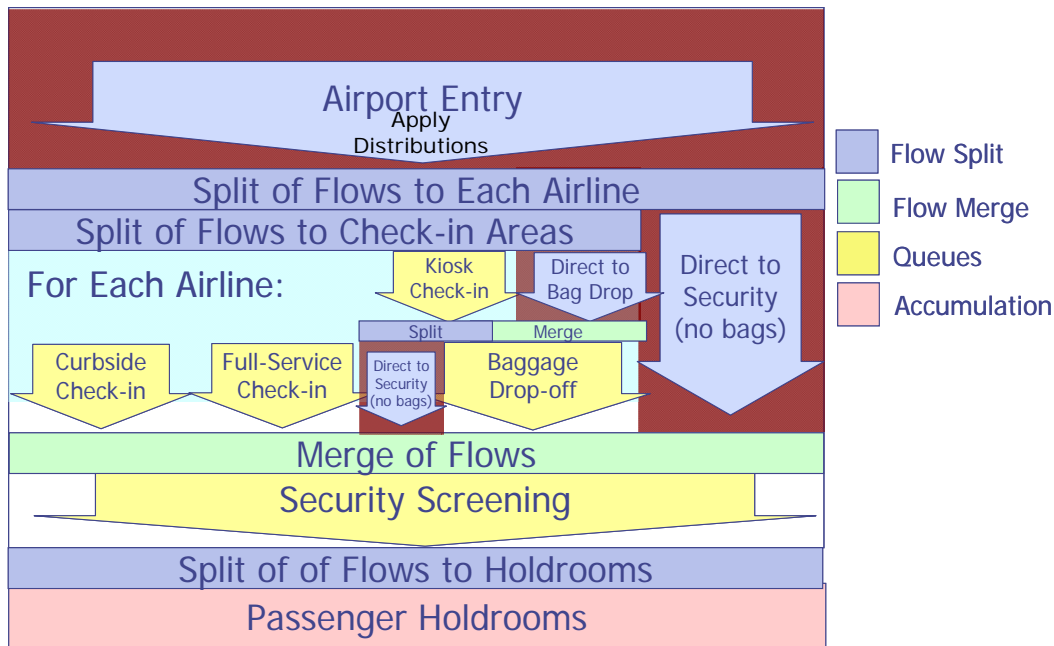 Airport Entry
Apply
Distributions
Split of Flows to Each Airline
Split of Flows to Check-in Areas
For Each Airline:
Kiosk
Check-in
Direct to
Bag Drop
Direct to
Security
(no bags)
Split
Merge
Curbside
Check-in
Full-Service
Check-in
Direct to
Security
(no bags)
Baggage
Drop-off
Merge of Flows
Security Screening
Split of of Flows to Holdrooms
Passenger Holdrooms
Flow Split
Flow Merge
Queues
Accumulation